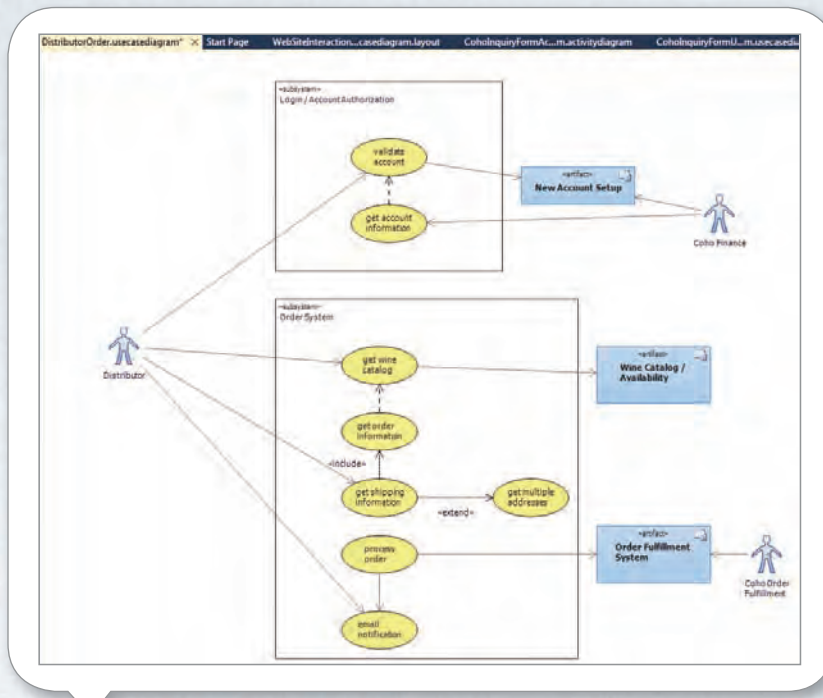 DistributorOrder.usecasediagram* × Start Page WebSiteInteraction...casediagram.layout CohoInquiryFormAc...m.activitydiagram CohoInquiryFormU...m.usecasedia
«subsystem»
Login / Account Authorization
validate
account
«artifact»
New Account Setup
get account
information
Coho Finance
«subsystem»
Order System
Distributor
get wine
catalog
«artifact»
Wine Catalog /
Availability
get order
information
«include»
get shipping
information
get multiple
addresses
«extend»
process
order
«artifact»
Order Fulfillment
System
Coho Order
Fulfillment
email
notification